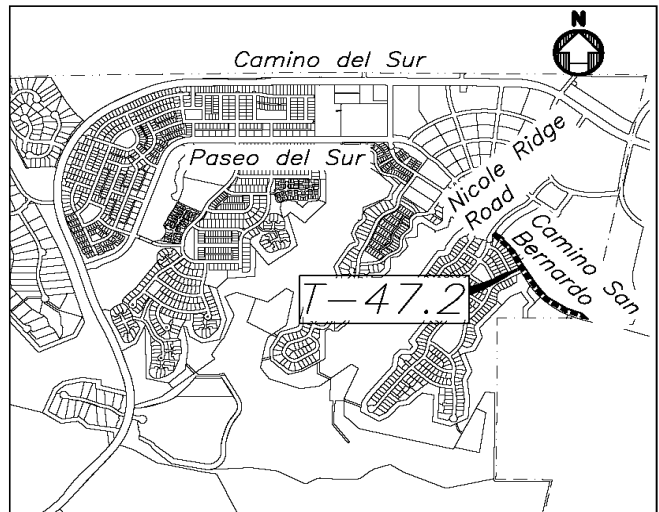 N
Camino del Sur
Paseo del Sur
Nicole Ridge
Road
Camino San
Bernardo
T-47.2